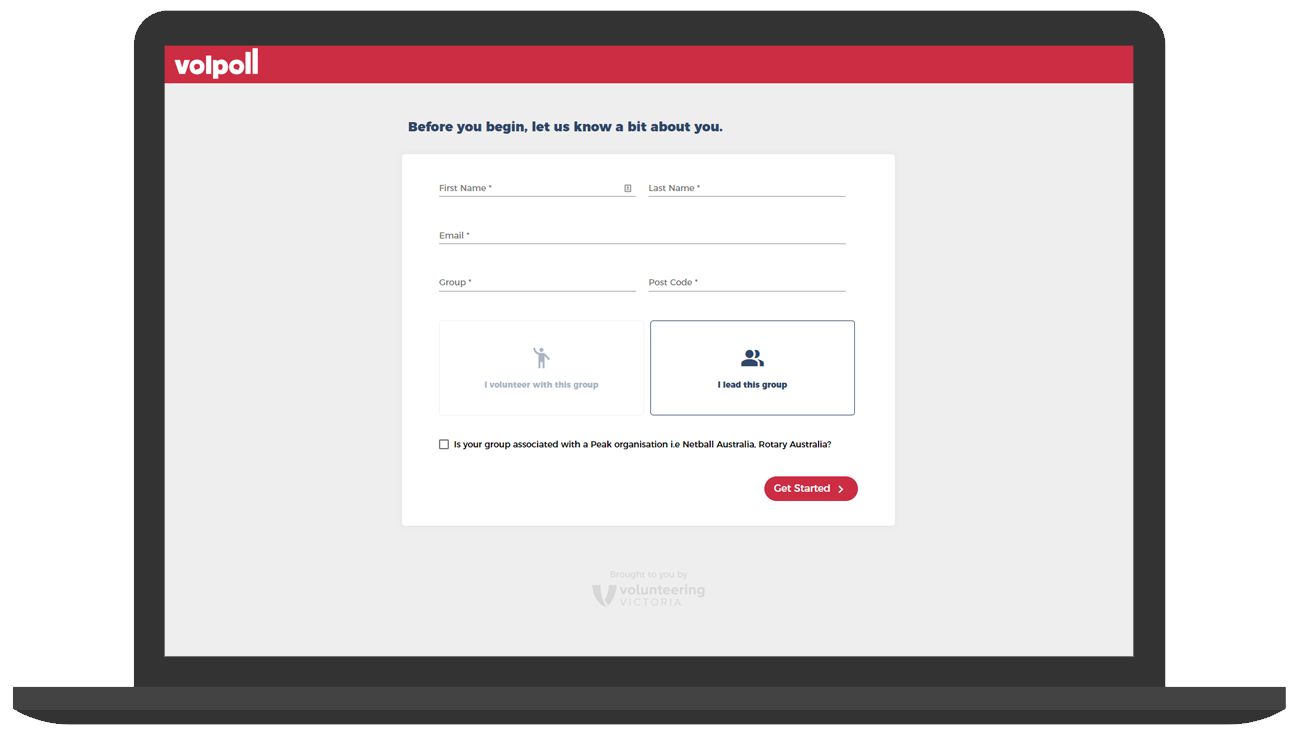 volpoll
Before you begin, let us know a bit about you.
First Name *
Last Name *
Email *
Group *
Post Code *
I volunteer with this group
I lead this group
Is your group associated with a Peak organisation i.e Netball Australia, Rotary Australia?
Get Started
Brought to you by
volunteering
VICTORIA